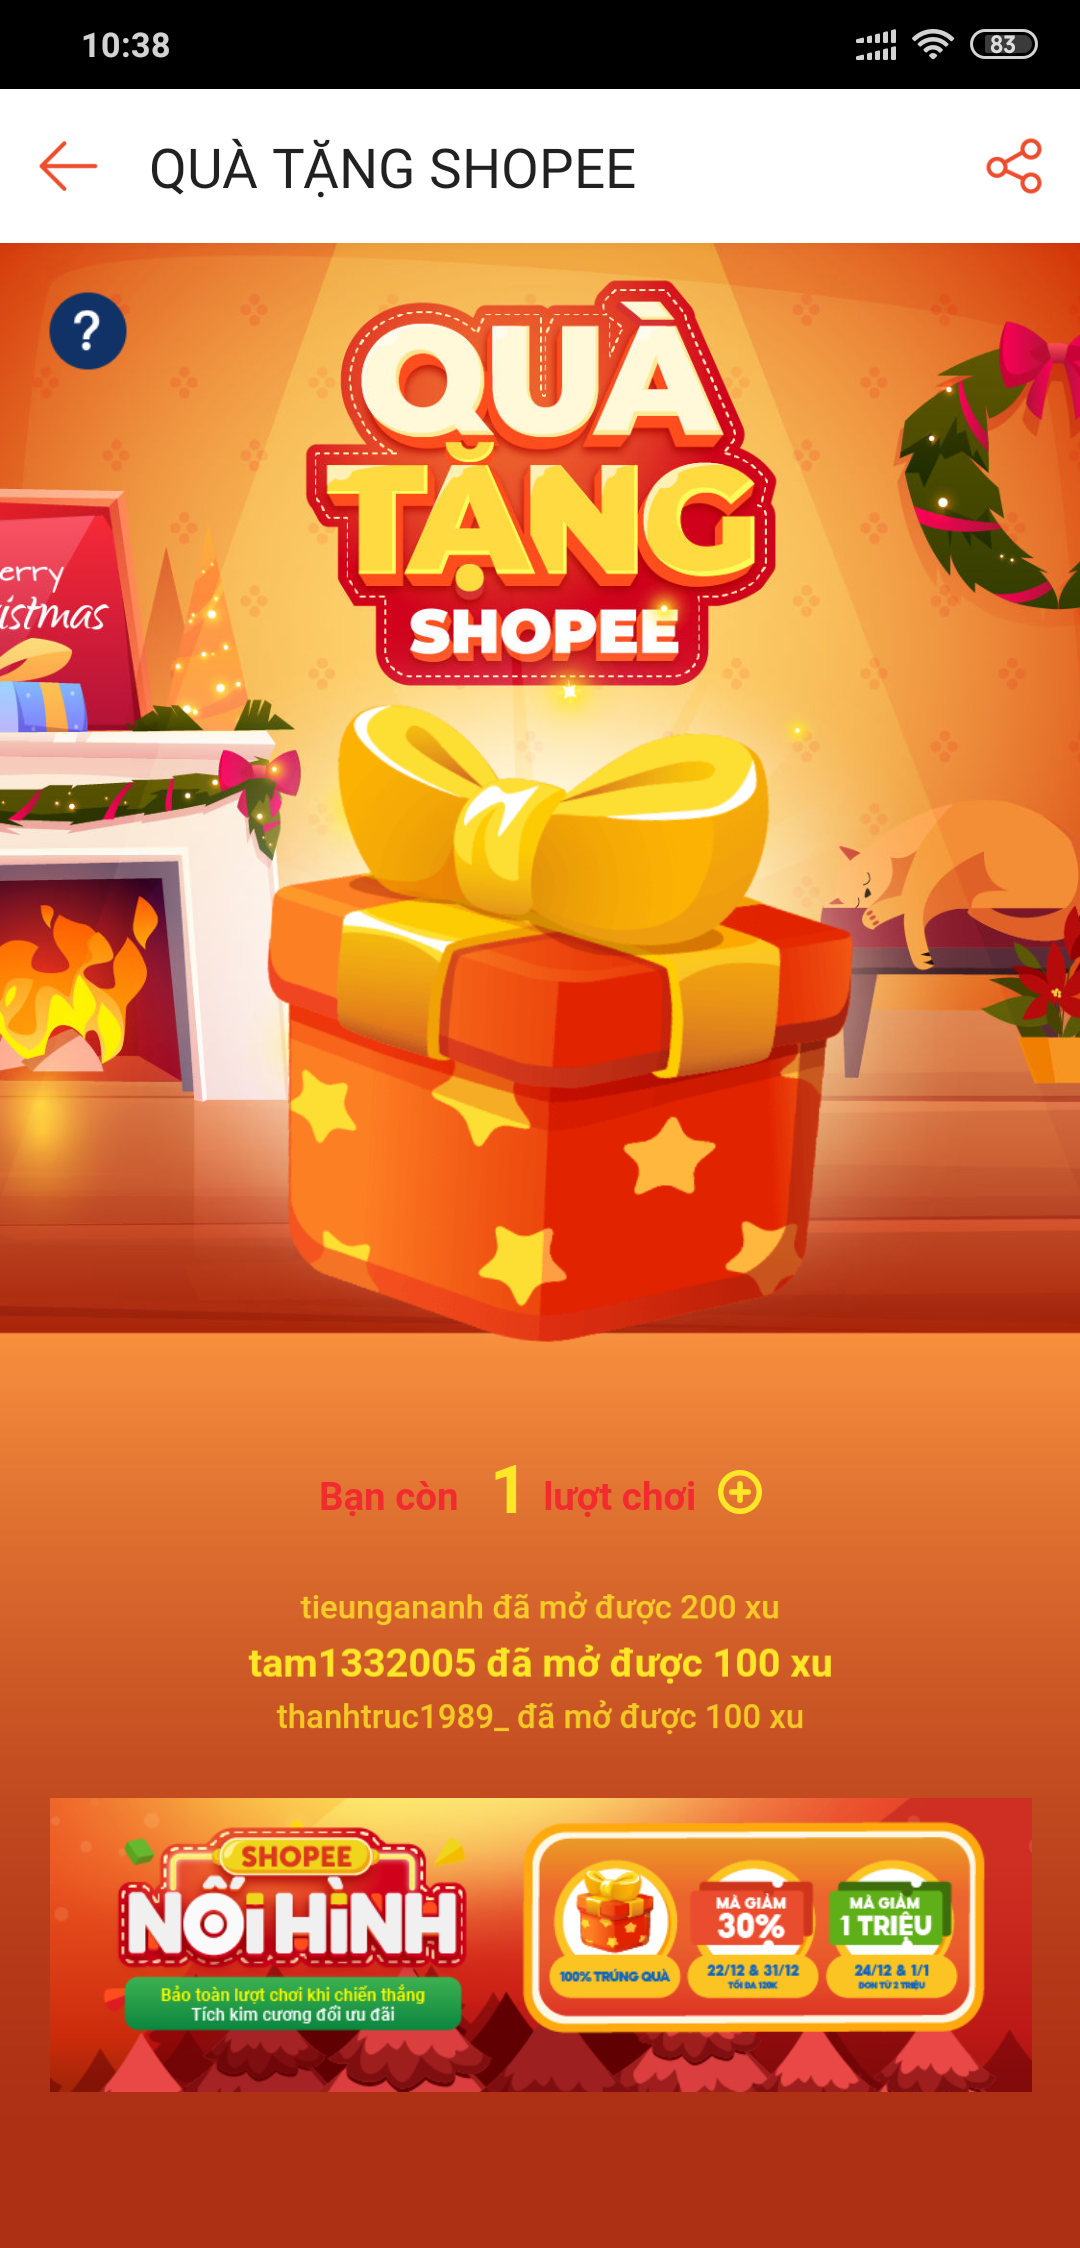 10:38
83
QUÀ TẶNG SHOPEE
?
QUÀ
TẶNG
SHOPEE
erry
istmas
Bạn còn 1 lượt chơi
tieungananh đã mở được 200 xu
tam1332005 đã mở được 100 xu
thanhtruc1989_ đã mở được 100 xu
SHOPEE
NỐI HÌNH
Bảo toàn lượt chơi khi chiến thắng
Tích kim cương đổi ưu đãi
100% TRÚNG QUÀ
MÃ GIẢM
30%
22/12 & 31/12
TỐI ĐA 120K
MÃ GIẢM
1 TRIỆU
24/12 & 1/1
ĐƠN TỪ 2 TRIỆU